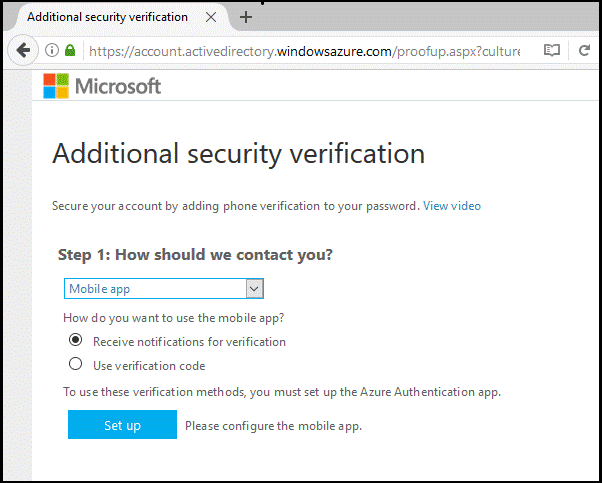 Additional security verification
https://account.activedirectory.windowsazure.com/proofup.aspx?culture
Microsoft
Additional security verification
Secure your account by adding phone verification to your password. View video
Step 1: How should we contact you?
Mobile app
How do you want to use the mobile app?
Receive notifications for verification
Use verification code
To use these verification methods, you must set up the Azure Authentication app.
Set up Please configure the mobile app.